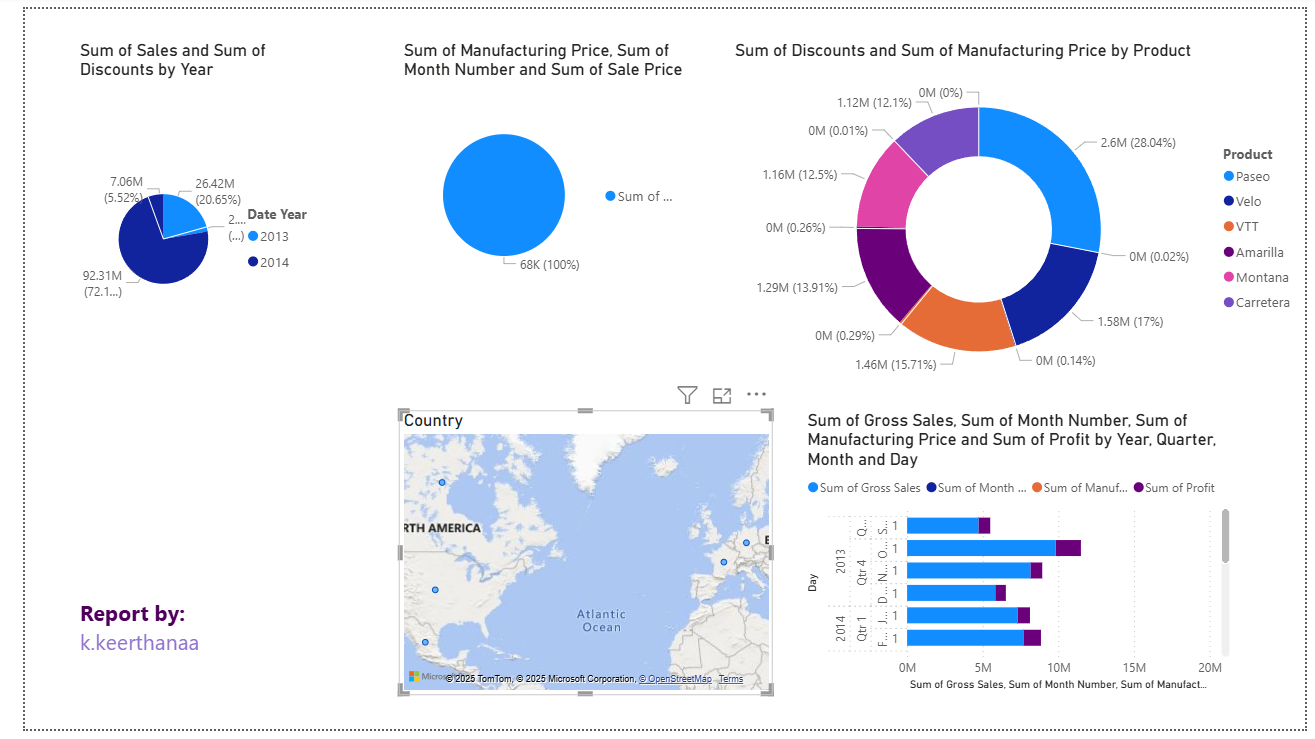 Sum of Sales and Sum of
Discounts by Year
7.06M
(5.52%)
26.42M
(20.65%)
2....
(...)
92.31M
(72.1...)
Date Year
2013
2014
Sum of Manufacturing Price, Sum of
Month Number and Sum of Sale Price
68K (100%)
Sum of ...
Sum of Discounts and Sum of Manufacturing Price by Product
0M (0%)
1.12M (12.1%)
0M (0.01%)
1.16M (12.5%)
0M (0.26%)
1.29M (13.91%)
0M (0.29%)
1.46M (15.71%)
0M (0.14%)
1.58M (17%)
0M (0.02%)
2.6M (28.04%)
Product
Paseo
Velo
VTT
Amarilla
Montana
Carretera
Report by:
k.keerthanaa
Country
RTH AMERICA
E
Atlantic
Ocean
Microso
© 2025 TomTom, © 2025 Microsoft Corporation, © OpenStreetMap Terms
Sum of Gross Sales, Sum of Month Number, Sum of
Manufacturing Price and Sum of Profit by Year, Quarter,
Month and Day
Sum of Gross Sales Sum of Month ... Sum of Manuf... Sum of Profit
Day
2013
2014
Q...
Qtr 4
Qtr 1
S... 1
O... 1
N... 1
D... 1
J... 1
F... 1
0M 5M 10M 15M 20M
Sum of Gross Sales, Sum of Month Number, Sum of Manufact...